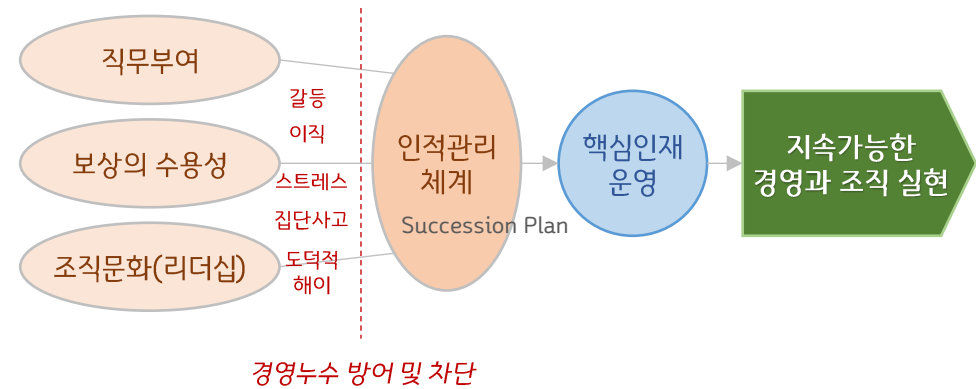 직무부여
갈등
이직
보상의 수용성
스트레스
집단사고
조직문화(리더십)
도덕적
해이
인적관리
체계
Succession Plan
핵심인재
운영
지속가능한
경영과 조직 실현
경영누수 방어 및 차단